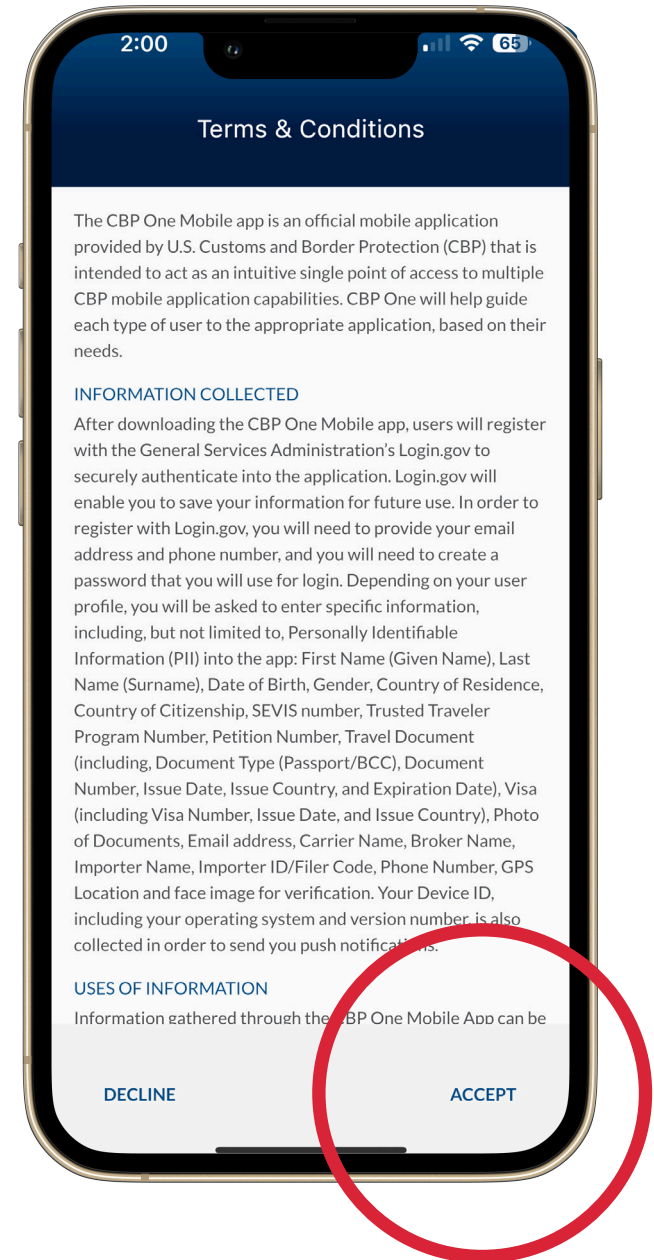 2:00
65
Terms & Conditions
The CBP One Mobile app is an official mobile application
provided by U.S. Customs and Border Protection (CBP) that is
intended to act as an intuitive single point of access to multiple
CBP mobile application capabilities. CBP One will help guide
each type of user to the appropriate application, based on their
needs.
INFORMATION COLLECTED
After downloading the CBP One Mobile app, users will register
with the General Services Administration’s Login.gov to
securely authenticate into the application. Login.gov will
enable you to save your information for future use. In order to
register with Login.gov, you will need to provide your email
address and phone number, and you will need to create a
password that you will use for login. Depending on your user
profile, you will be asked to enter specific information,
including, but not limited to, Personally Identifiable
Information (PII) into the app: First Name (Given Name), Last
Name (Surname), Date of Birth, Gender, Country of Residence,
Country of Citizenship, SEVIS number, Trusted Traveler
Program Number, Petition Number, Travel Document
(including, Document Type (Passport/BCC), Document
Number, Issue Date, Issue Country, and Expiration Date), Visa
(including Visa Number, Issue Date, and Issue Country), Photo
of Documents, Email address, Carrier Name, Broker Name,
Importer Name, Importer ID/Filer Code, Phone Number, GPS
Location and face image for verification. Your Device ID,
including your operating system and version number, is also
collected in order to send you push notifications.
USES OF INFORMATION
Information gathered through the CBP One Mobile App can be
DECLINE
ACCEPT